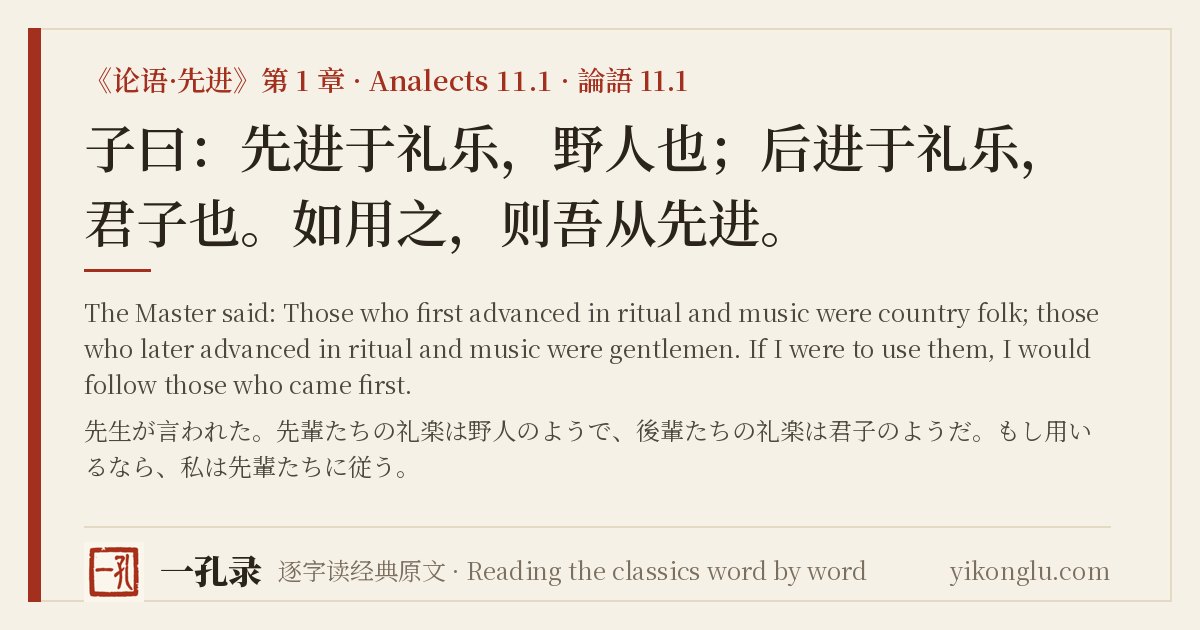 《论语·先进》第 1 章 · Analects 11.1 · 論語 11.1
子曰：先进于礼乐，野人也；后进于礼乐，
君子也。如用之，则吾从先进。
The Master said: Those who first advanced in ritual and music were country folk; those
who later advanced in ritual and music were gentlemen. If I were to use them, I would
follow those who came first.
先生が言われた。先輩たちの礼楽は野人のようで、後輩たちの礼楽は君子のようだ。もし用い
るなら、私は先輩たちに従う。
一孔 一孔录 逐字读经典原文 · Reading the classics word by word yikonglu.com